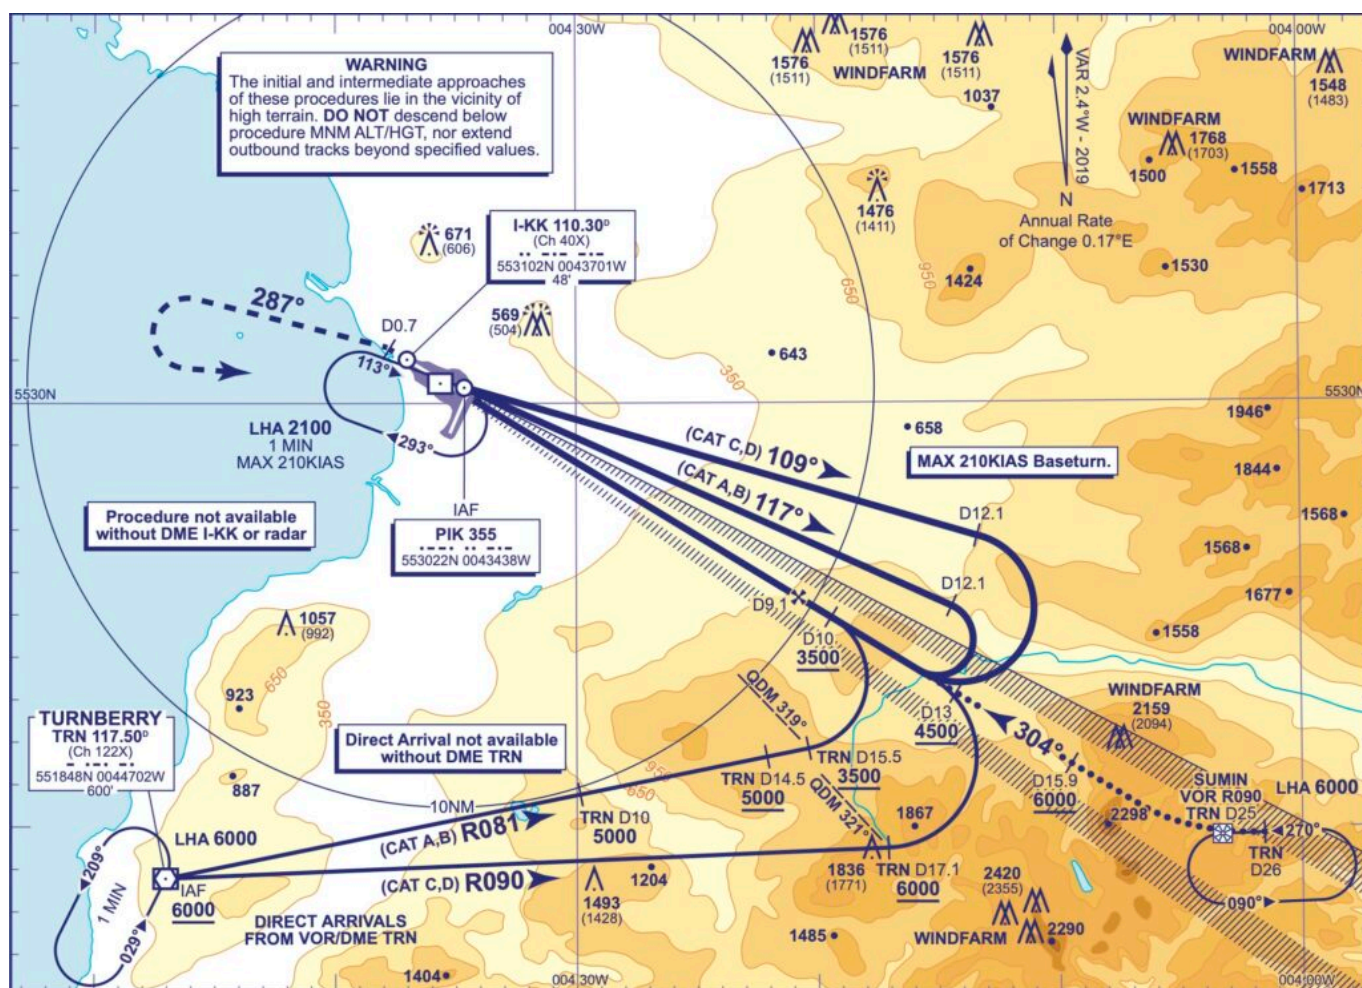 004°30'W
004°00'W
WARNING
The initial and intermediate approaches
of these procedures lie in the vicinity of
high terrain. DO NOT descend below
procedure MNM ALT/HGT, nor extend
outbound tracks beyond specified values.
1576
(1511)
1576
(1511)
WINDFARM
1576
(1511)
1037
VAR 2.4°W - 2019
N
Annual Rate
of Change 0.17°E
WINDFARM
1548
(1483)
WINDFARM
1768
(1703)
1500
1558
1713
1476
(1411)
950
650
1424
1530
671
(606)
I-KK 110.30ᴰ
(Ch 40X)
553102N 0043701W
48'
287°
D0.7
569
(504)
643
350
113°
5530N
5530N
LHA 2100
1 MIN
MAX 210KIAS
293°
(CAT C,D) 109°
(CAT A,B) 117°
658
MAX 210KIAS Baseturn.
1946
1844
1568
1568
1677
1558
IAF
PIK 355
553022N 0043438W
Procedure not available
without DME I-KK or radar
D12.1
D12.1
D9.1
D10
3500
1057
(992)
650
923
350
TURNBERRY
TRN 117.50ᴰ
(Ch 122X)
551848N 0044702W
600'
887
Direct Arrival not available
without DME TRN
QDM 319°
D13
4500
WINDFARM
2159
(2094)
304°
D15.9
6000
SUMIN
VOR R090
TRN D25
LHA 6000
2298
270°
TRN
D26
090°
950
650
TRN D14.5
5000
TRN D15.5
3500
QDM 321°
10NM
TRN D10
5000
(CAT A,B) R081
LHA 6000
(CAT C,D) R090
209°
1 MIN
029°
IAF
6000
DIRECT ARRIVALS
FROM VOR/DME TRN
1493
(1428)
1204
1867
1836
(1771)
TRN D17.1
6000
2420
(2355)
WINDFARM
2290
1485
1404
004°30'W
004°00'W